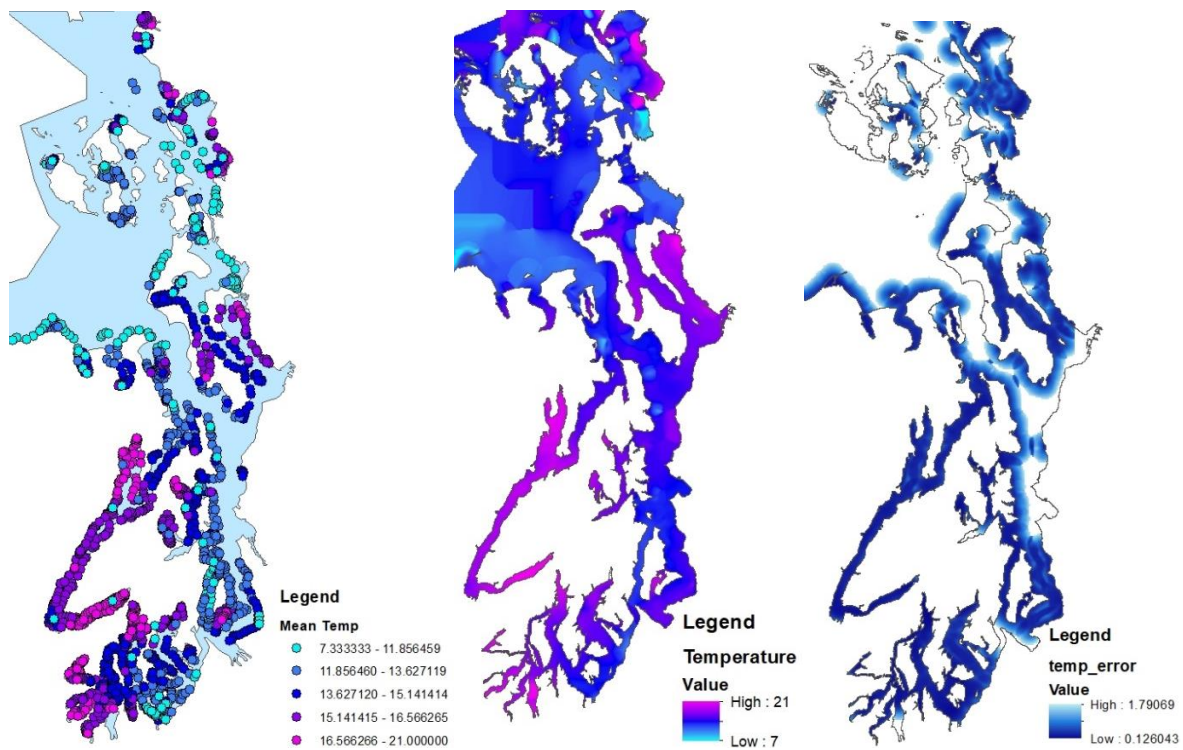 Legend
Mean Temp
7.333333 - 11.856459
11.856460 - 13.627119
13.627120 - 15.141414
15.141415 - 16.566265
16.566266 - 21.000000
Legend
Temperature
Value
High : 21
Low : 7
Legend
temp_error
Value
High : 1.79069
Low : 0.126043